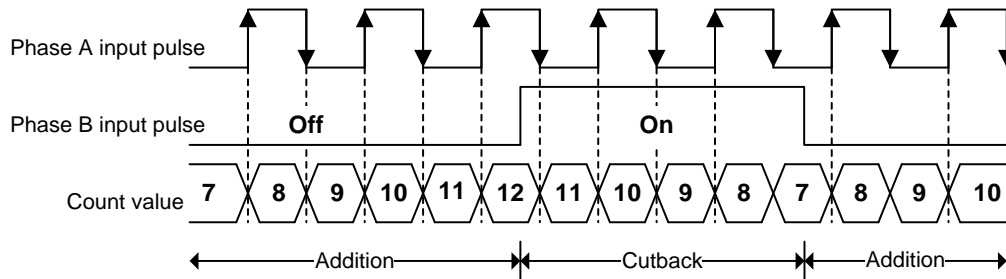 Phase A input pulse
Phase B input pulse Off On
Count value 7 8 9 10 11 12 11 10 9 8 7 8 9 10
Addition Cutback Addition